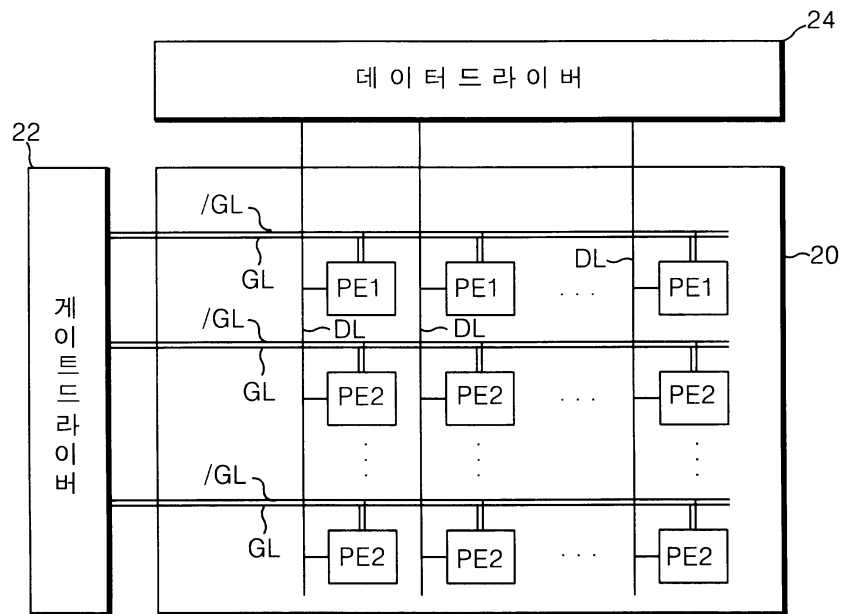 24
데이터드라이버
22
게이트드라이버
/GL
GL
DL
20
PE1
PE1
. . .
PE1
/GL
DL
DL
GL
PE2
PE2
. . .
PE2
/GL
GL
PE2
PE2
. . .
PE2